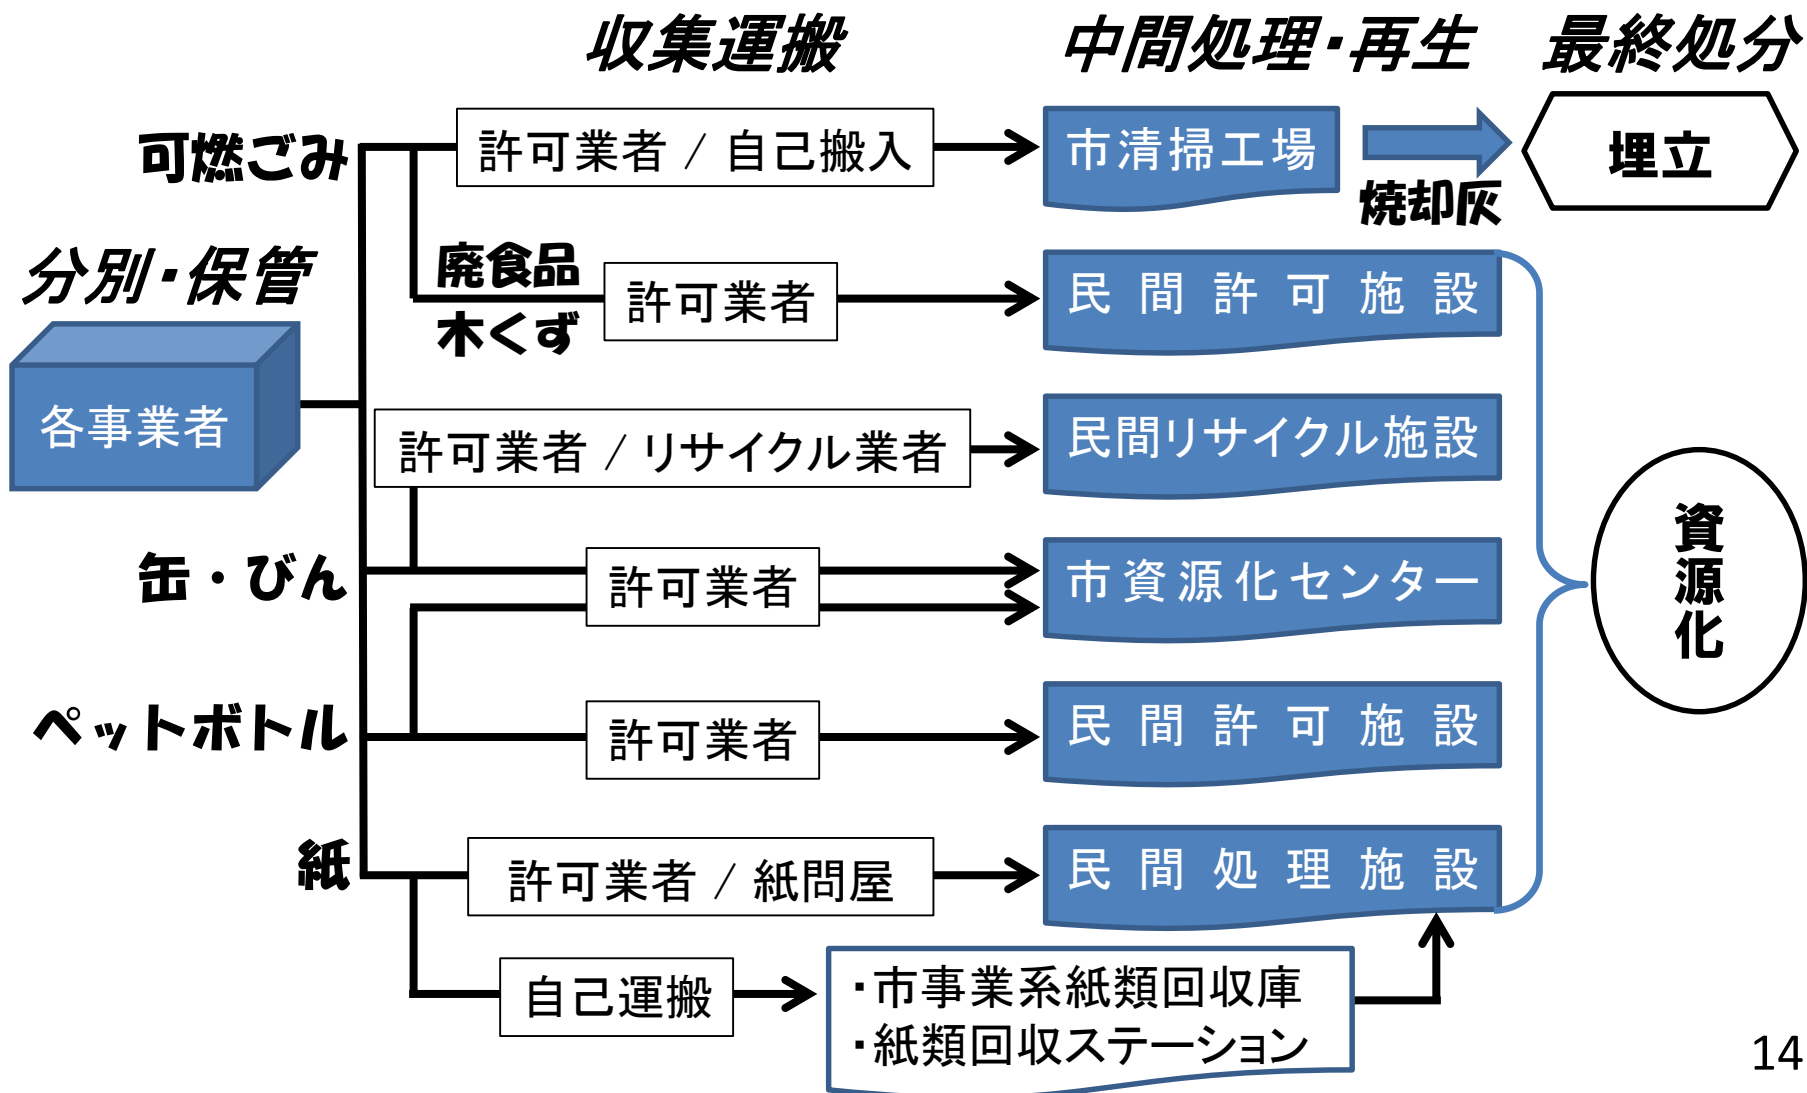 収集運搬
中間処理・再生
最終処分
可燃ごみ
許可業者 / 自己搬入
市清掃工場
焼却灰
埋立
分別・保管
各事業者
廃食品
木くず
許可業者
民間許可施設
許可業者 / リサイクル業者
民間リサイクル施設
缶・びん
許可業者
市資源化センター
資源化
ペットボトル
許可業者
民間許可施設
紙
許可業者 / 紙問屋
民間処理施設
自己運搬
・市事業系紙類回収庫
・紙類回収ステーション
14